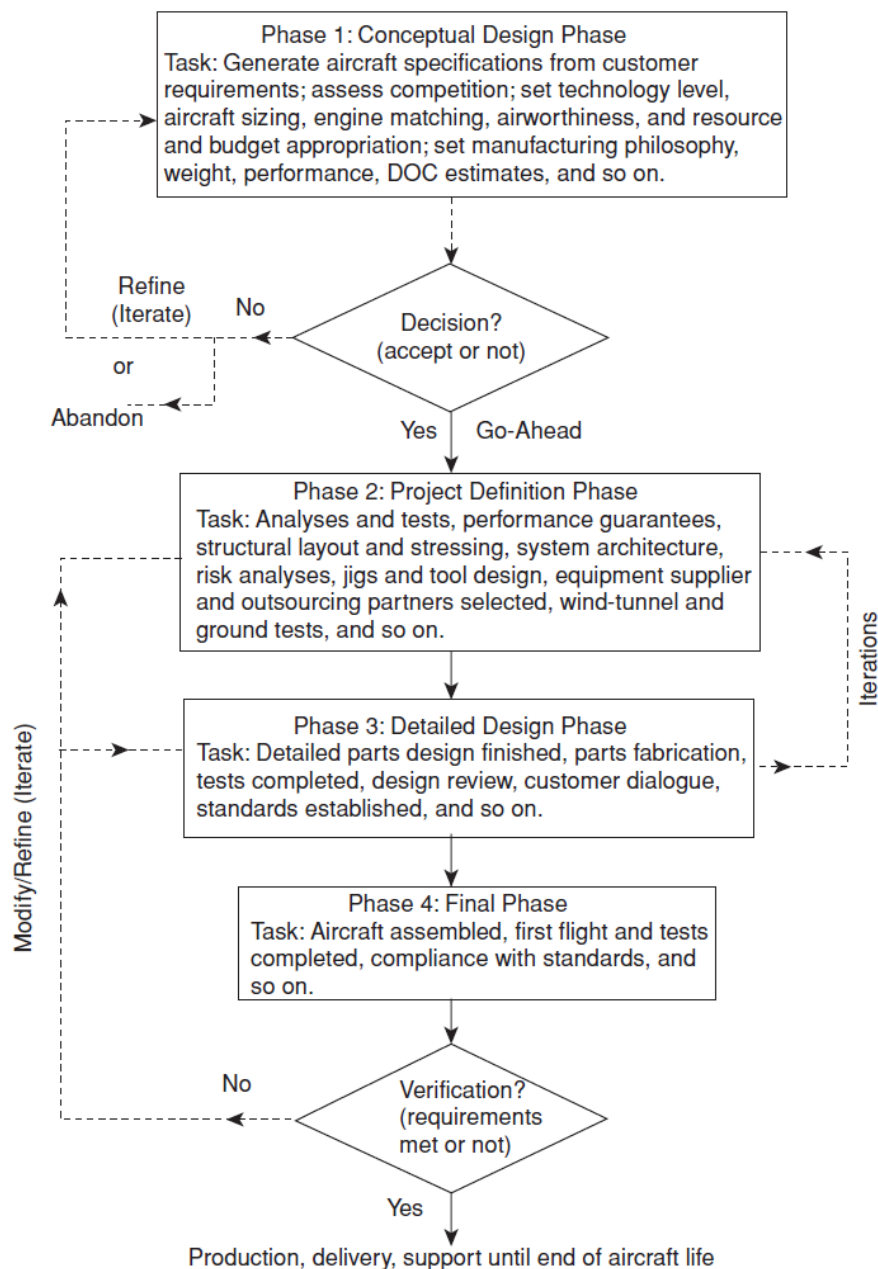 Phase 1: Conceptual Design Phase
Task: Generate aircraft specifications from customer
requirements; assess competition; set technology level,
aircraft sizing, engine matching, airworthiness, and resource
and budget appropriation; set manufacturing philosophy,
weight, performance, DOC estimates, and so on.
Refine
(Iterate)
No
or
Abandon
Decision?
(accept or not)
Yes
Go-Ahead
Phase 2: Project Definition Phase
Task: Analyses and tests, performance guarantees,
structural layout and stressing, system architecture,
risk analyses, jigs and tool design, equipment supplier
and outsourcing partners selected, wind-tunnel and
ground tests, and so on.
Iterations
Phase 3: Detailed Design Phase
Task: Detailed parts design finished, parts fabrication,
tests completed, design review, customer dialogue,
standards established, and so on.
Modify/Refine (Iterate)
Phase 4: Final Phase
Task: Aircraft assembled, first flight and tests
completed, compliance with standards, and
so on.
No
Verification?
(requirements
met or not)
Yes
Production, delivery, support until end of aircraft life